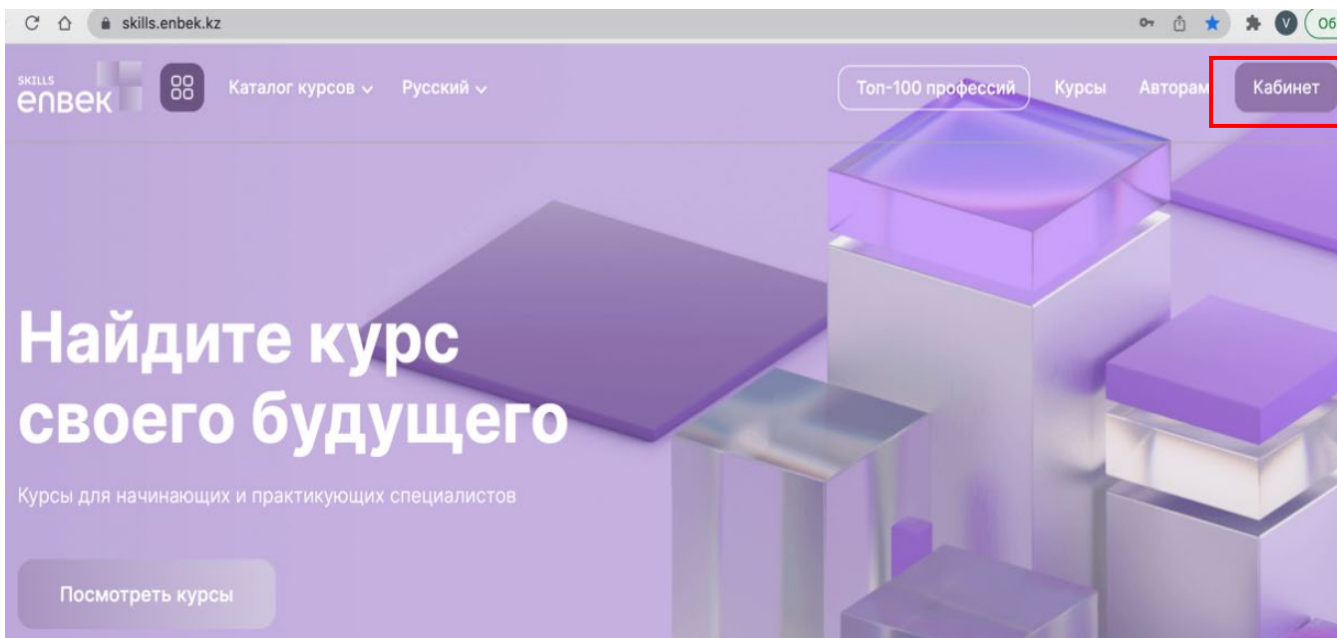 skills.enbek.kz
V
Об
SKILLS
enbek
Каталог курсов
Русский
Топ-100 профессий
Курсы
Авторам
Кабинет
Найдите курс
своего будущего
Курсы для начинающих и практикующих специалистов
Посмотреть курсы